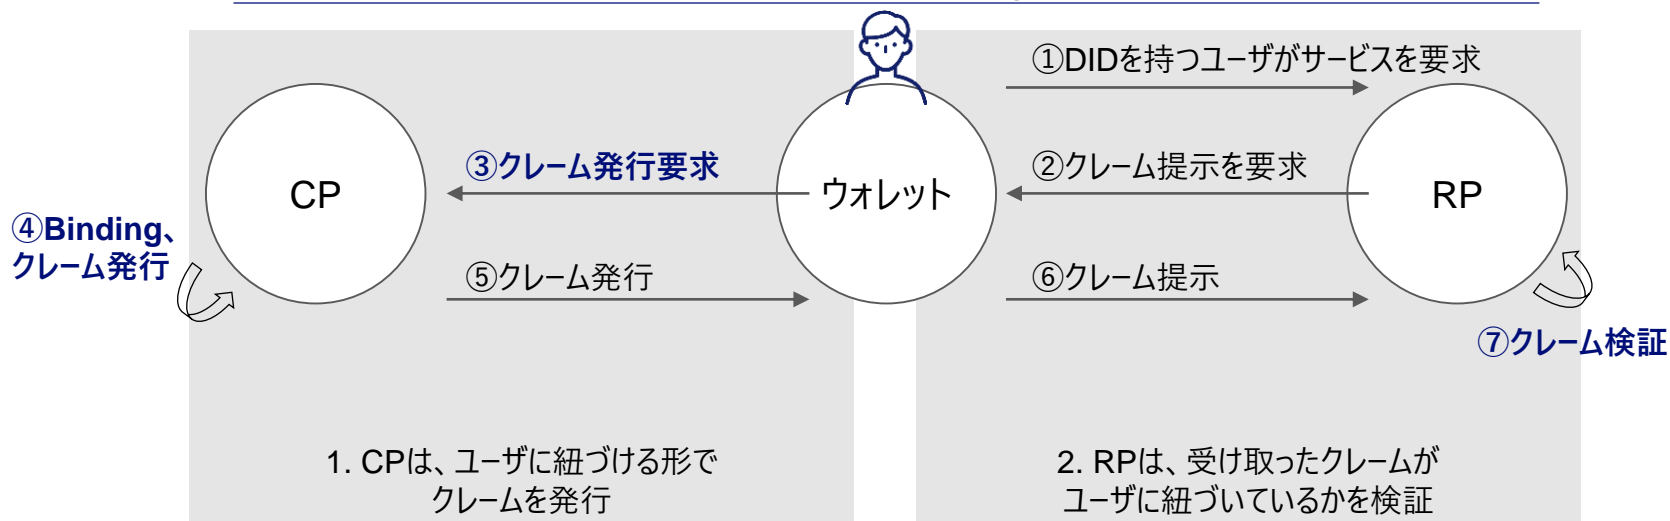 ①DIDを持つユーザがサービスを要求
③クレーム発行要求
②クレーム提示を要求
CP
ウォレット
RP
④Binding、
クレーム発行
⑤クレーム発行
⑥クレーム提示
⑦クレーム検証
1. CPは、ユーザに紐づける形で
クレームを発行
2. RPは、受け取ったクレームが
ユーザに紐づいているかを検証